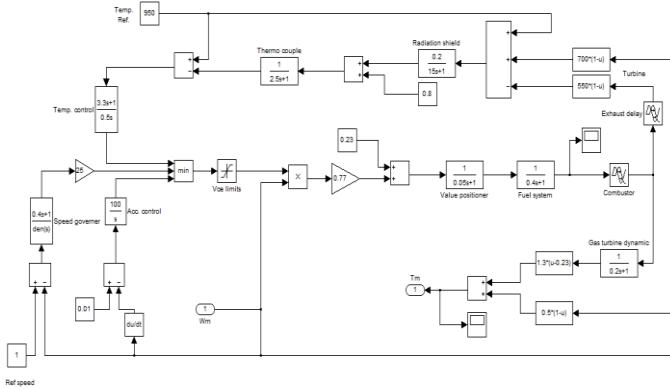 Temp.
Ref.
950
+
-
Thermo couple
1
2.5s+1
+
+
Radiation shield
0.2
15s+1
0.8
+
+
-
700*(1-u)
Turbine
550*(1-u)
Exhaust delay
3.3s+1
0.5s
Temp. control
25
min
Vce limits
X
0.77
0.23
+
+
1
0.05s+1
Value positioner
1
0.4s+1
Fuel system
Combustor
0.4s+1
den(s)
Speed governer
100
s
Acc. control
+ -
+ -
0.01
du/dt
1
Wm
1
Ref speed
Gas turbine dynamic
1
0.2s+1
1.3*(u-0.23)
0.5*(1-u)
+
+
Tm
1